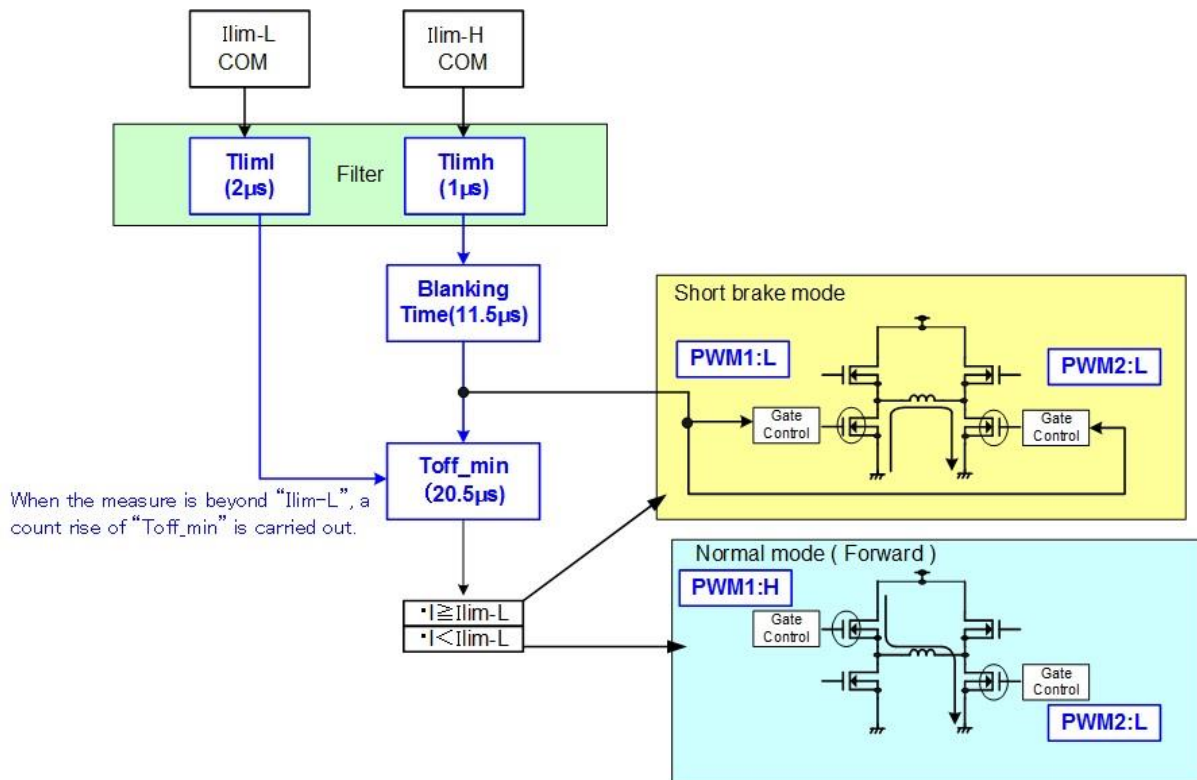 Ilim-L
COM
Ilim-H
COM
Tliml
(2μs)
Filter
Tlimh
(1μs)
Blanking
Time(11.5μs)
Short brake mode
PWM1:L
PWM2:L
Gate
Control
Gate
Control
Toff_min
(20.5μs)
When the measure is beyond “Ilim-L”, a
count rise of “Toff_min” is carried out.
Normal mode ( Forward )
PWM1:H
・I≧Ilim-L
・I<Ilim-L
Gate
Control
Gate
Control
PWM2:L